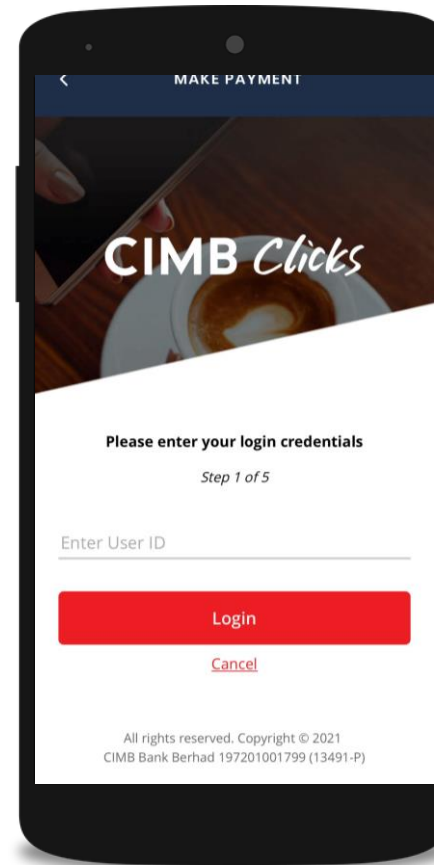 MAKE PAYMENT
CIMB Clicks
Please enter your login credentials
Step 1 of 5
Enter User ID
Login
Cancel
All rights reserved. Copyright © 2021
CIMB Bank Berhad 197201001799 (13491-P)